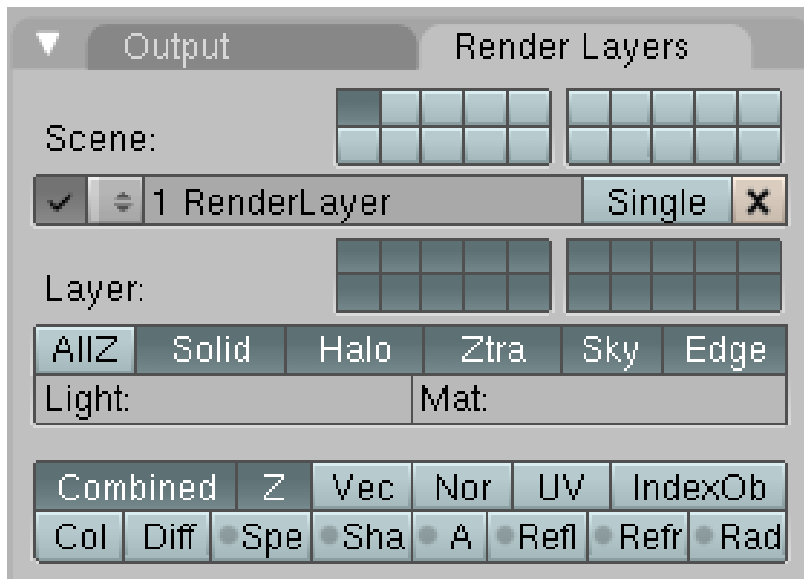 Output Render Layers
Scene:
1 RenderLayer Single x
Layer:
AllZ Solid Halo Ztra Sky Edge
Light: Mat:
Combined Z Vec Nor UV IndexOb
Col Diff Spe Sha A Refl Refr Rad